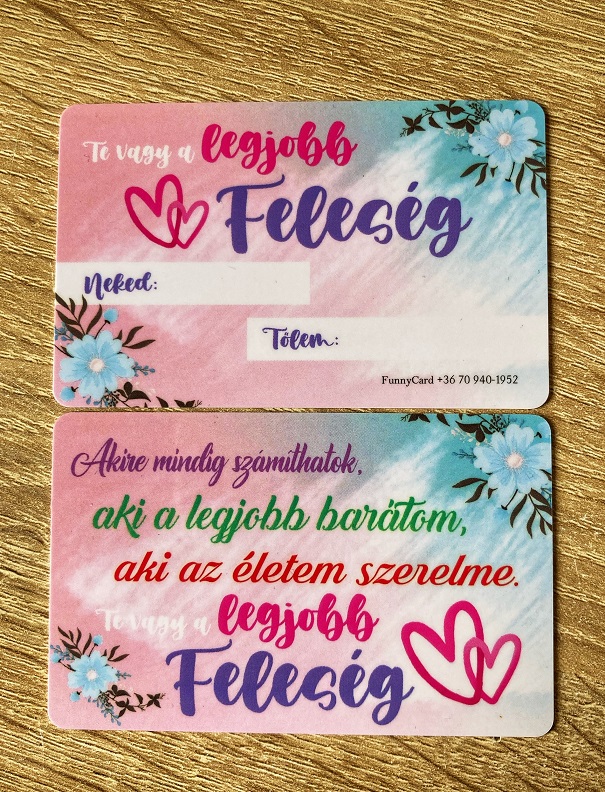 Te vagy a legjobb
Feleség
Neked:
Tőlem:
FunnyCard +36 70 940-1952
Akire mindig számíthatok,
aki a legjobb barátom,
aki az életem szerelme.
Te vagy a legjobb
Feleség